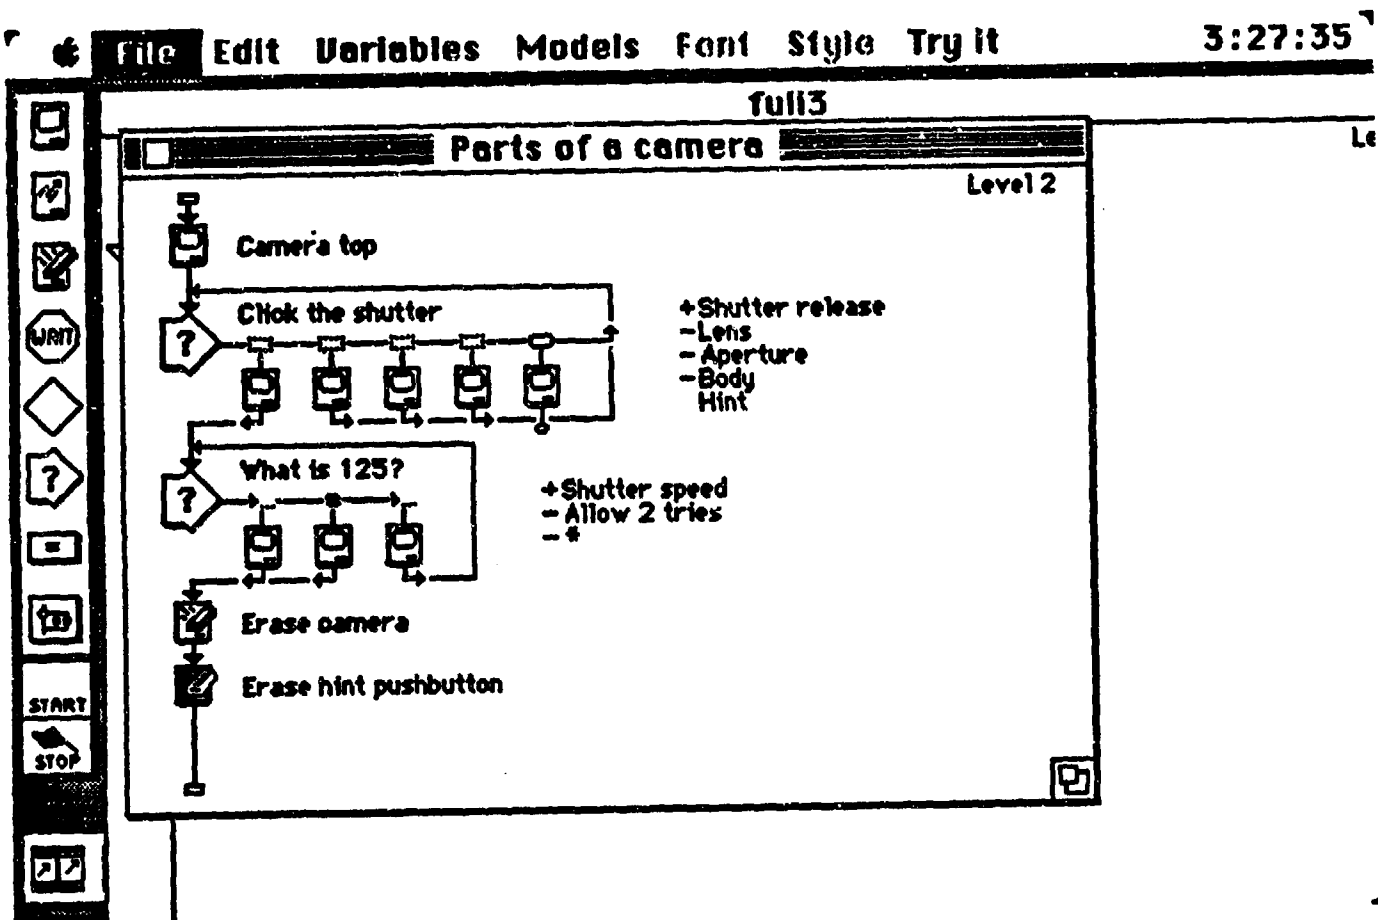 File Edit Variables Models Font Style Try it 3:27:35
full3
Parts of a camera
Le
Level 2
Camera top
Click the shutter
?
+Shutter release
-Lens
-Aperture
-Body
Hint
WAIT
What is 125?
?
?
+Shutter speed
- Allow 2 tries
- *
=
Erase camera
Erase hint pushbutton
START
STOP